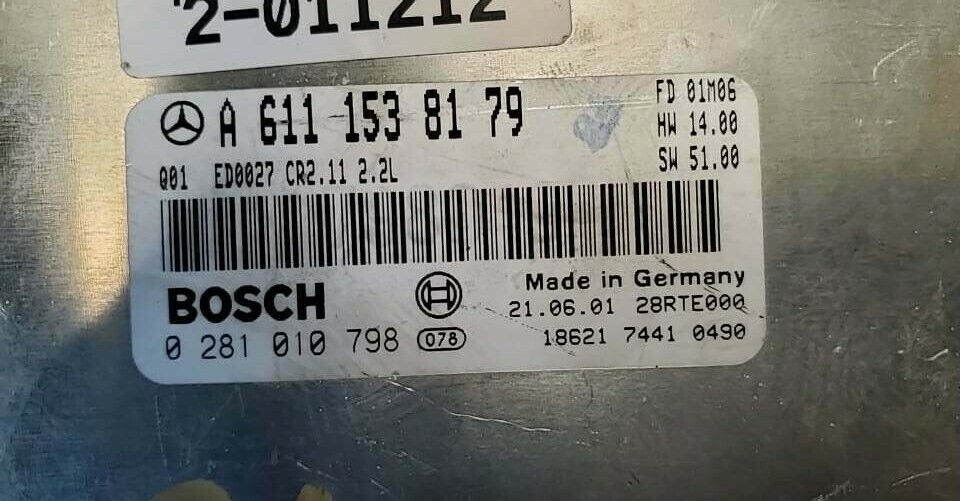 2-011212
A 611 153 81 79
FD 01M06
HW 14.00
SW 51.00
Q01 ED0027 CR2.11 2.2L
BOSCH
Made in Germany
21.06.01 28RTE000
0 281 010 798 078
18621 7441 0490